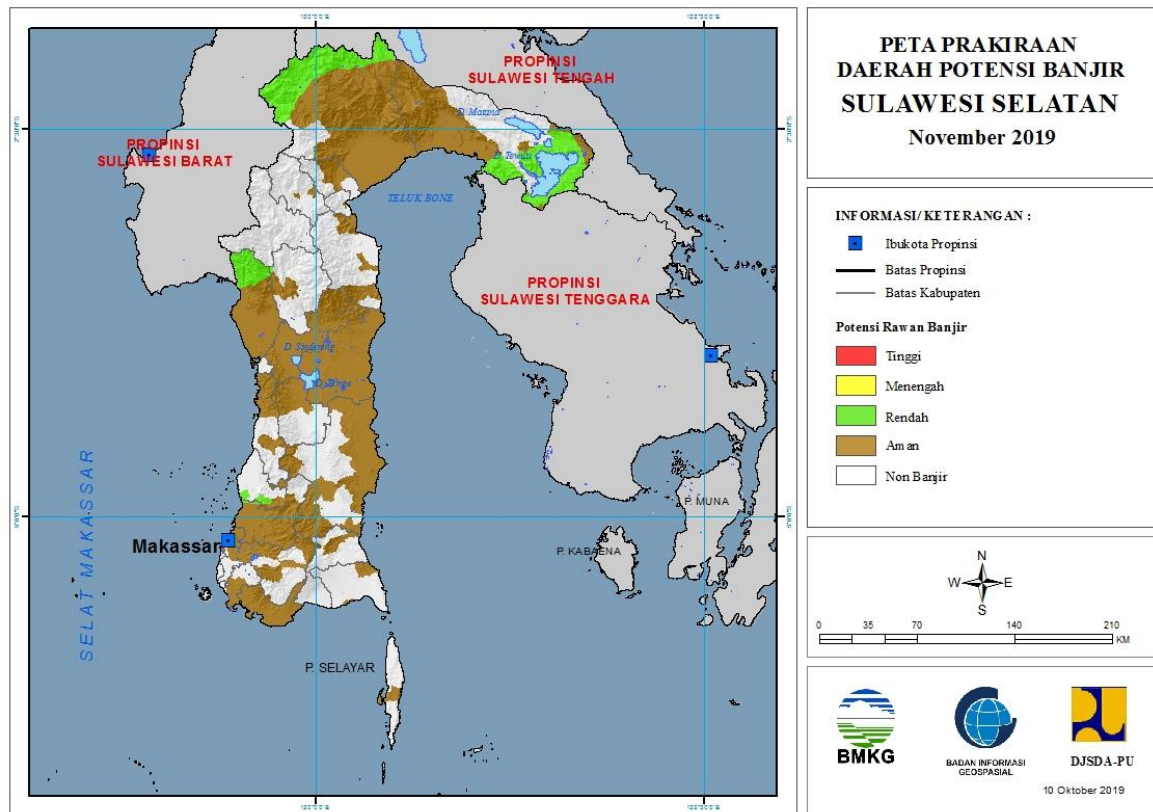 PETA PRAKIRAAN
DAERAH POTENSI BANJIR
SULAWESI SELATAN
November 2019
PROPINSI
SULAWESI TENGAH
PROPINSI
SULAWESI BARAT
D. Matana
D. Towuti
TELUK BONE
PROPINSI
SULAWESI TENGGARA
D. Sindereng
SELAT MAKASSAR
Makassar
P. MUNA
P. KABAENA
P. SELAYAR
INFORMASI/ KETERANGAN :
Ibukota Propinsi
Batas Propinsi
Batas Kabupaten
Potensi Rawan Banjir
Tinggi
Menengah
Rendah
Aman
Non Banjir
N
W E
S
0 35 70 140 210
KM
BMKG
BADAN INFORMASI
GEOSPASIAL
DJSDA-PU
10 Oktober 2019